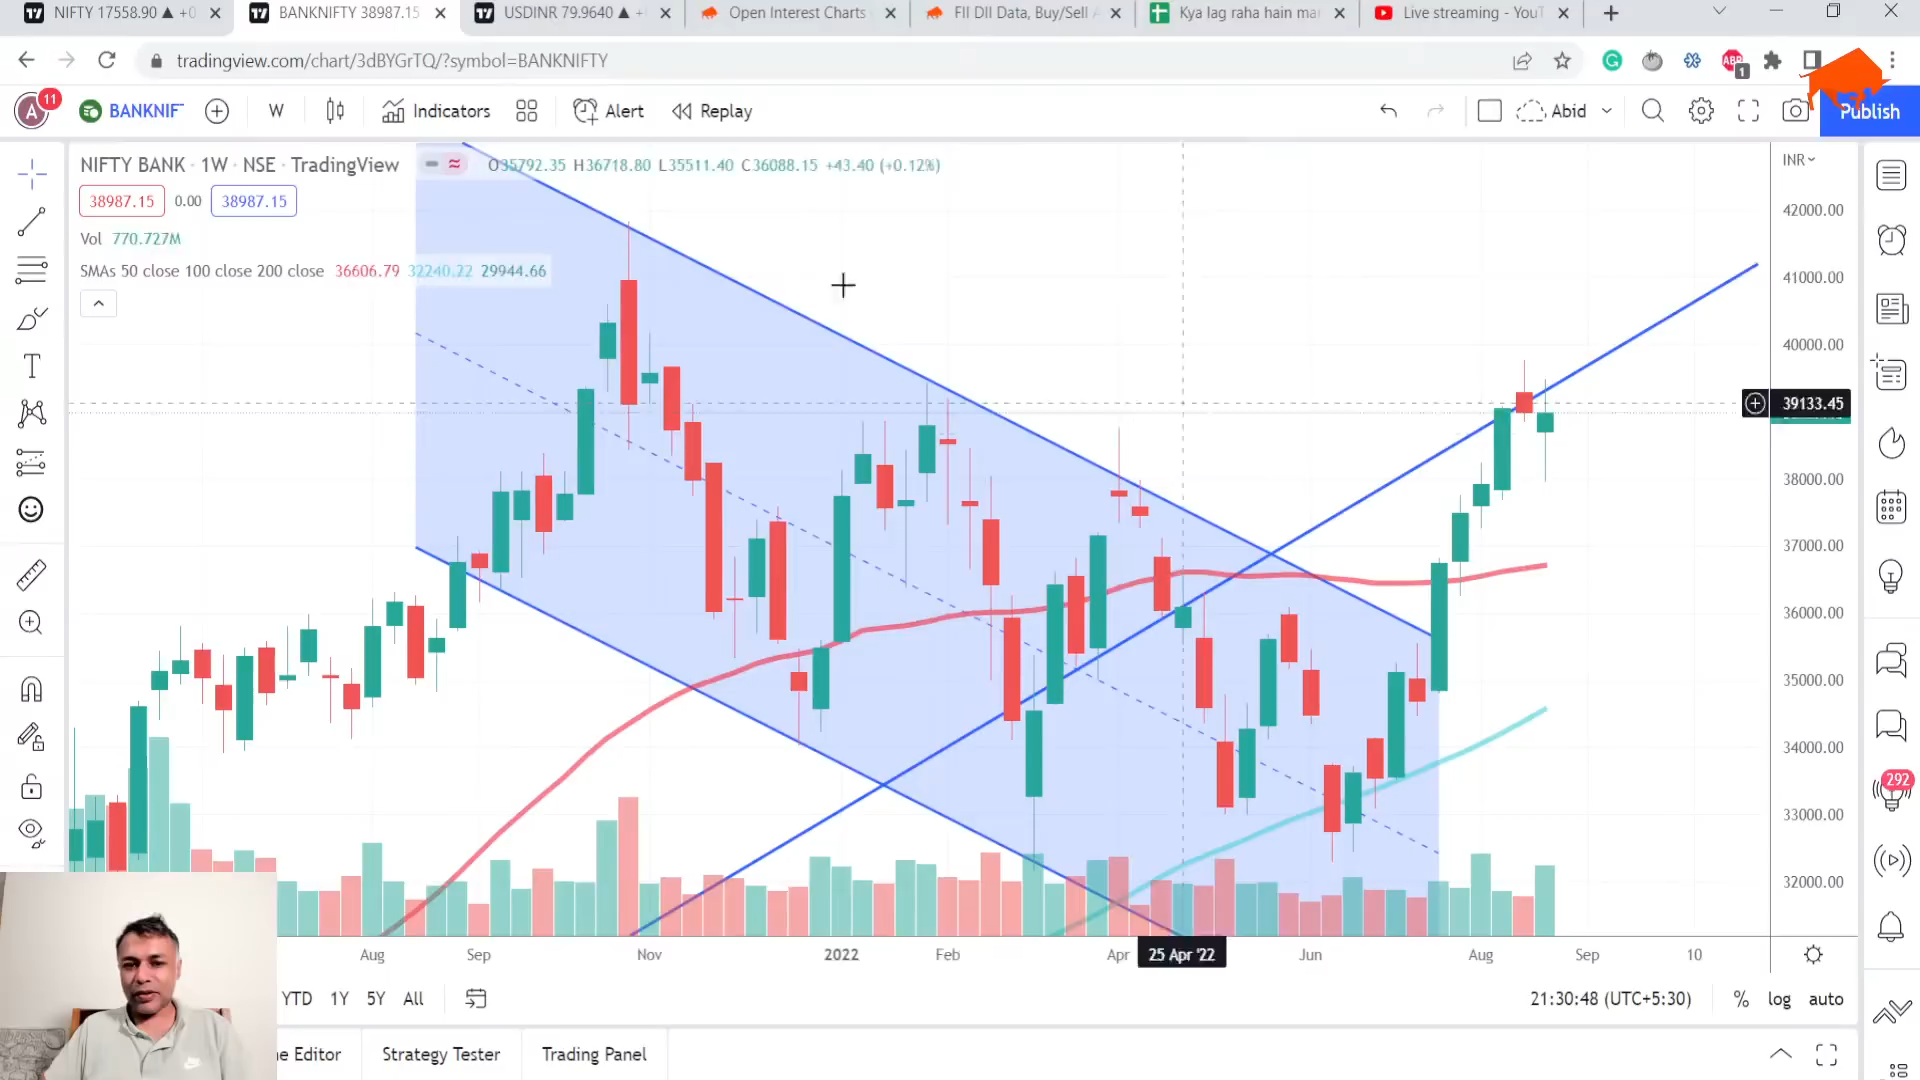 NIFTY 17558.90 ▲ +0
BANKNIFTY 38987.15
USDINR 79.9640 ▲
Open Interest Charts
FII DII Data, Buy/Sell
Kya lag raha hain ma
Live streaming - YouT
tradingview.com/chart/3dBYGrTQ/?symbol=BANKNIFTY
ABP
1
A
11
BANKNIF
W
Indicators
Alert
Replay
Abid
Publish
NIFTY BANK · 1W · NSE · TradingView
O35792.35 H36718.80 L35511.40 C36088.15 +43.40 (+0.12%)
INR
38987.15 0.00 38987.15
Vol 770.727M
SMAs 50 close 100 close 200 close 36606.79 32240.22 29944.66
42000.00
41000.00
40000.00
39133.45
38000.00
37000.00
36000.00
35000.00
34000.00
33000.00
32000.00
292
Aug Sep Nov 2022 Feb Apr 25 Apr '22 Jun Aug Sep 10
YTD 1Y 5Y All
21:30:48 (UTC+5:30) % log auto
ne Editor Strategy Tester Trading Panel